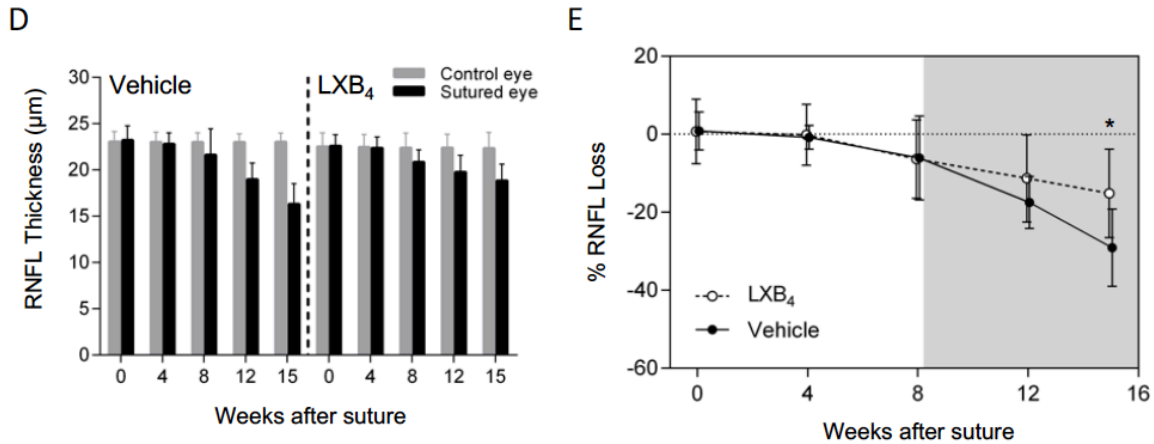 D
E
Vehicle
LXB4
Control eye
Sutured eye
RNFL Thickness (μm)
30
25
20
15
10
5
0
0 4 8 12 15 0 4 8 12 15
Weeks after suture
% RNFL Loss
20
0
-20
-40
-60
*
LXB4
Vehicle
0 4 8 12 16
Weeks after suture